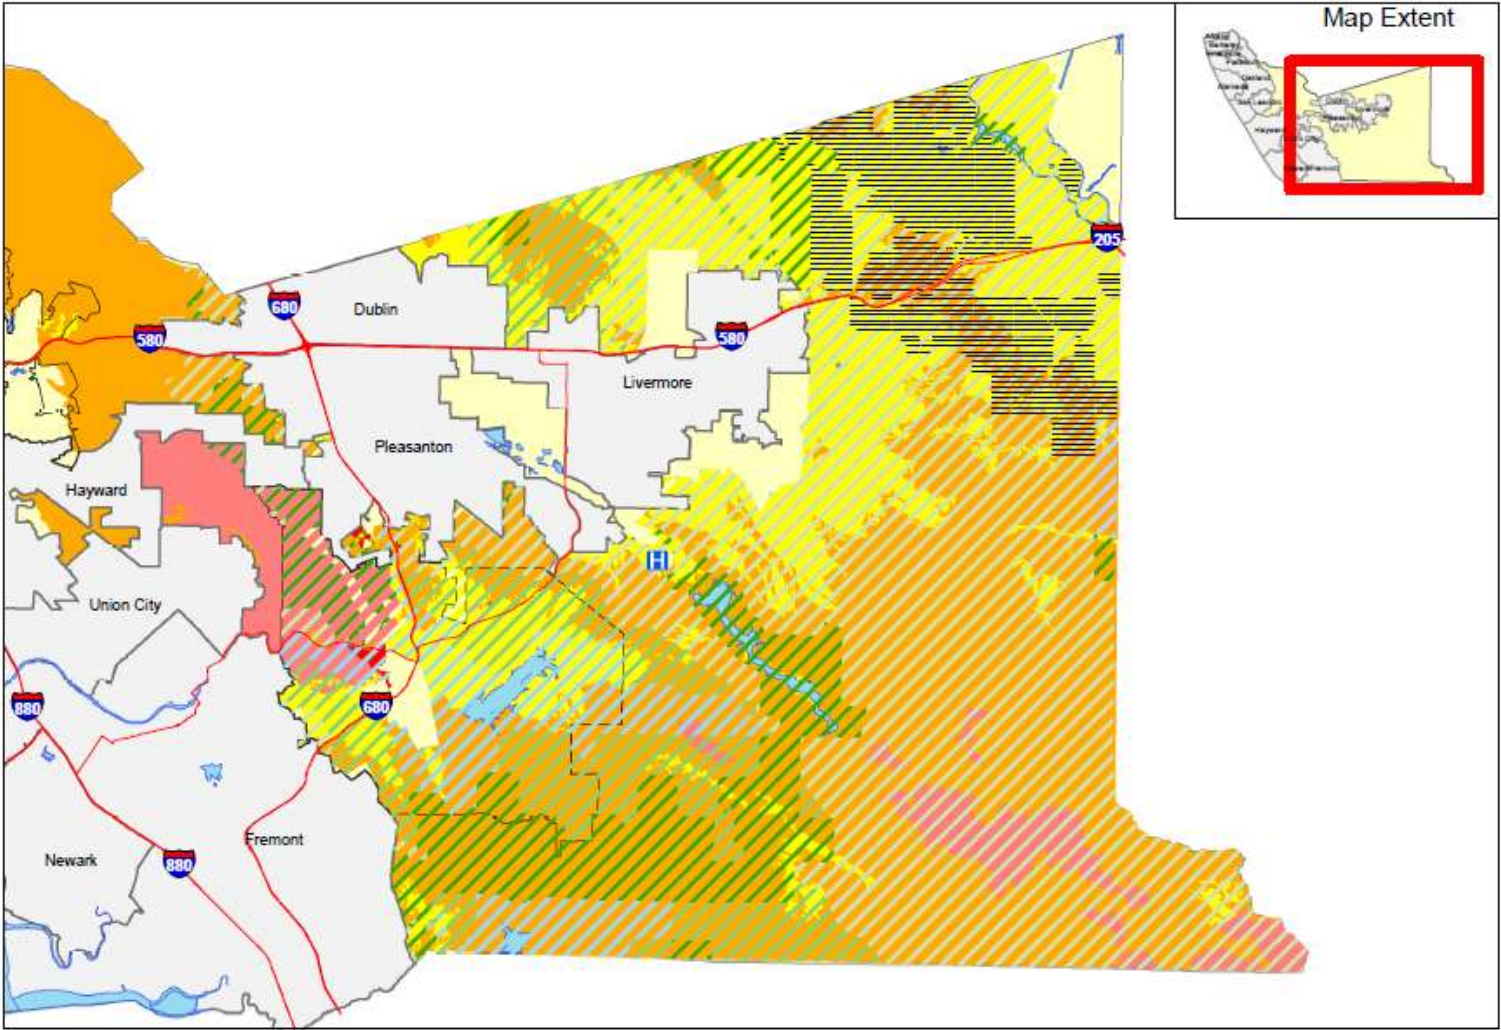 Map Extent
205
680
Dublin
580
580
Livermore
Pleasanton
Hayward
H
Union City
880
680
Fremont
Newark
880